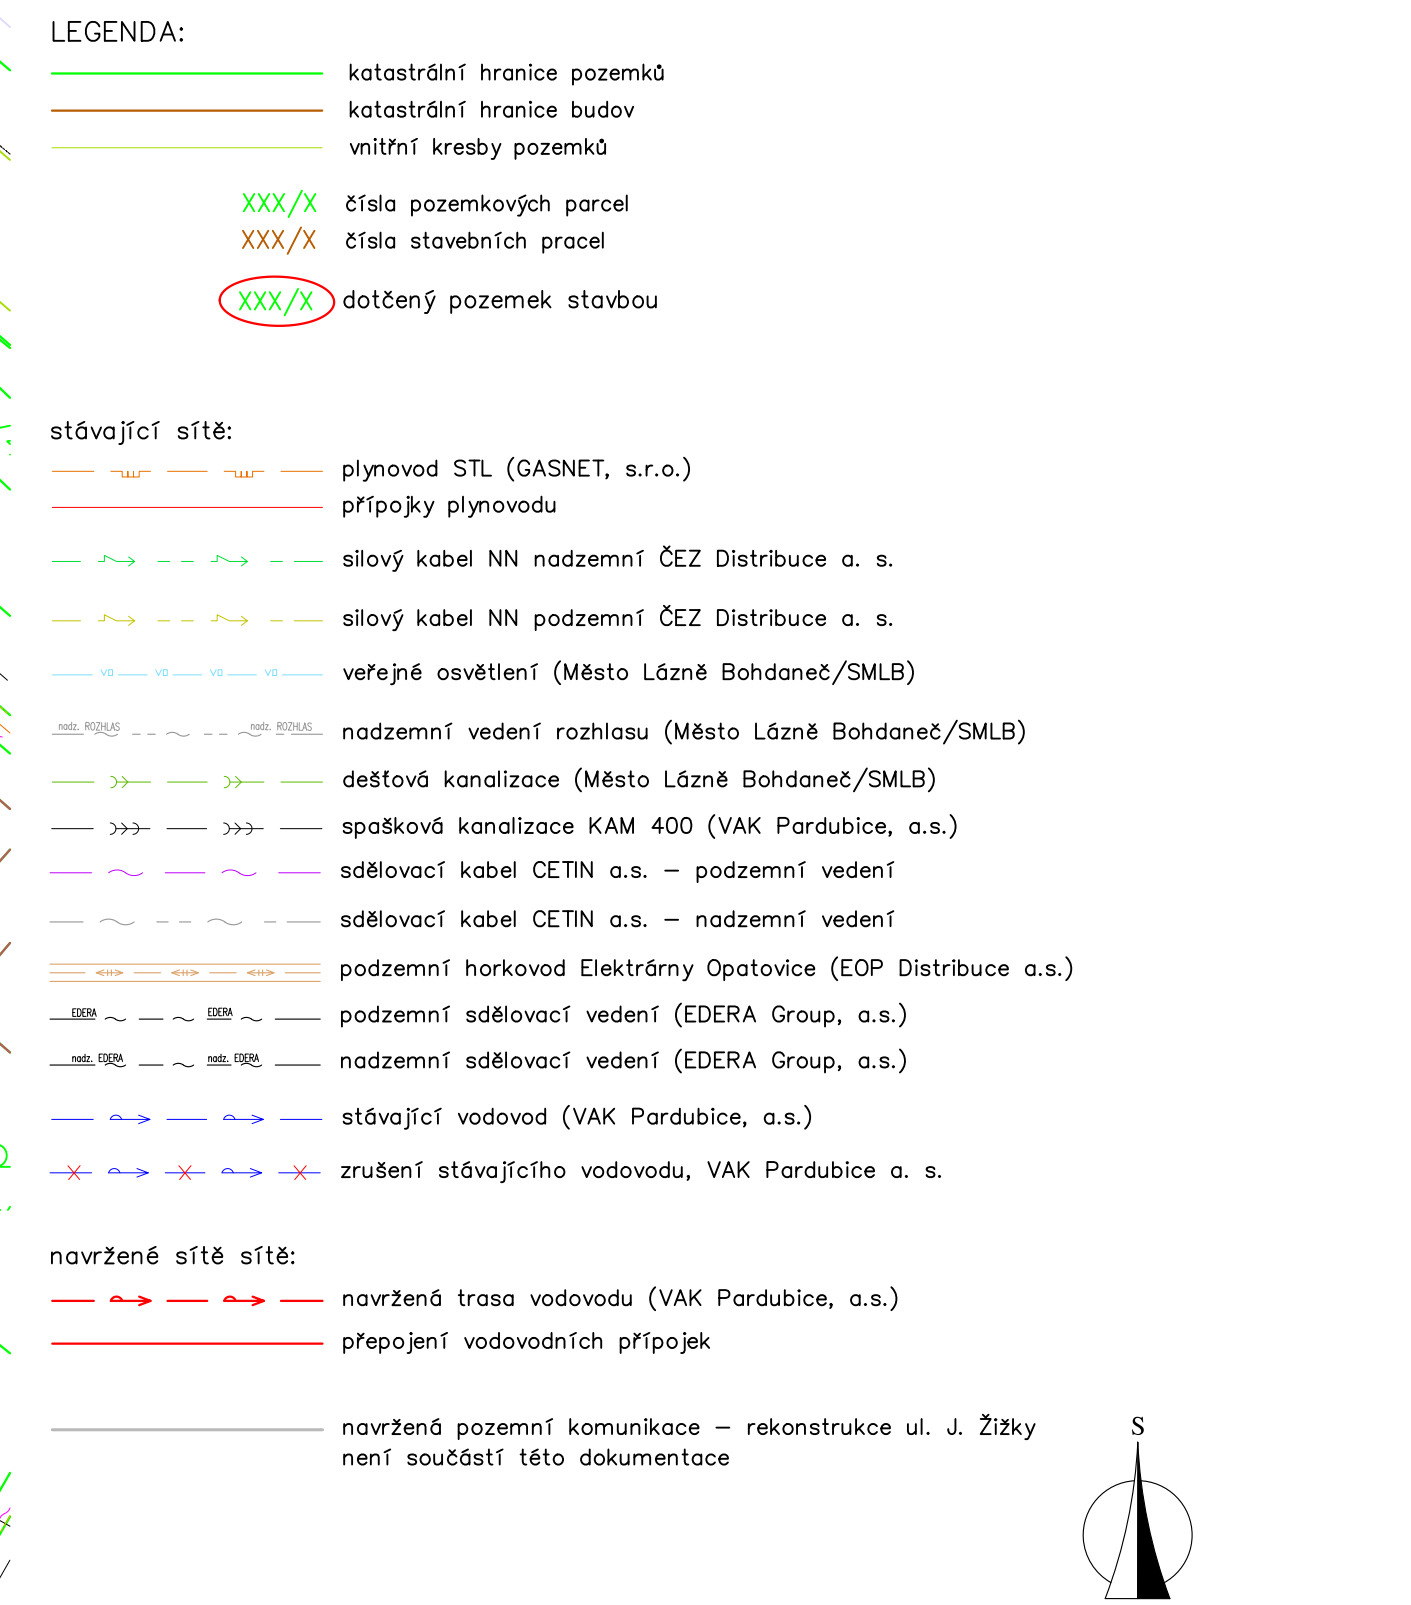 LEGENDA:
katastrální hranice pozemků
katastrální hranice budov
vnitřní kresby pozemků
XXX/X čísla pozemkových parcel
XXX/X čísla stavebních pracel
XXX/X dotčený pozemek stavbou
stávající sítě:
plynovod STL (GASNET, s.r.o.)
přípojky plynovodu
silový kabel NN nadzemní ČEZ Distribuce a. s.
silový kabel NN podzemní ČEZ Distribuce a. s.
VO VO VO VO veřejné osvětlení (Město Lázně Bohdaneč/SMLB)
nadz. ROZHLAS nadz. ROZHLAS nadzemní vedení rozhlasu (Město Lázně Bohdaneč/SMLB)
dešťová kanalizace (Město Lázně Bohdaneč/SMLB)
spašková kanalizace KAM 400 (VAK Pardubice, a.s.)
sdělovací kabel CETIN a.s. – podzemní vedení
sdělovací kabel CETIN a.s. – nadzemní vedení
podzemní horkovod Elektrárny Opatovice (EOP Distribuce a.s.)
EDERA EDERA podzemní sdělovací vedení (EDERA Group, a.s.)
nadz. EDERA nadz. EDERA nadzemní sdělovací vedení (EDERA Group, a.s.)
stávající vodovod (VAK Pardubice, a.s.)
zrušení stávajícího vodovodu, VAK Pardubice a. s.
navržené sítě sítě:
navržená trasa vodovodu (VAK Pardubice, a.s.)
přepojení vodovodních přípojek
navržená pozemní komunikace – rekonstrukce ul. J. Žižky
není součástí této dokumentace
S